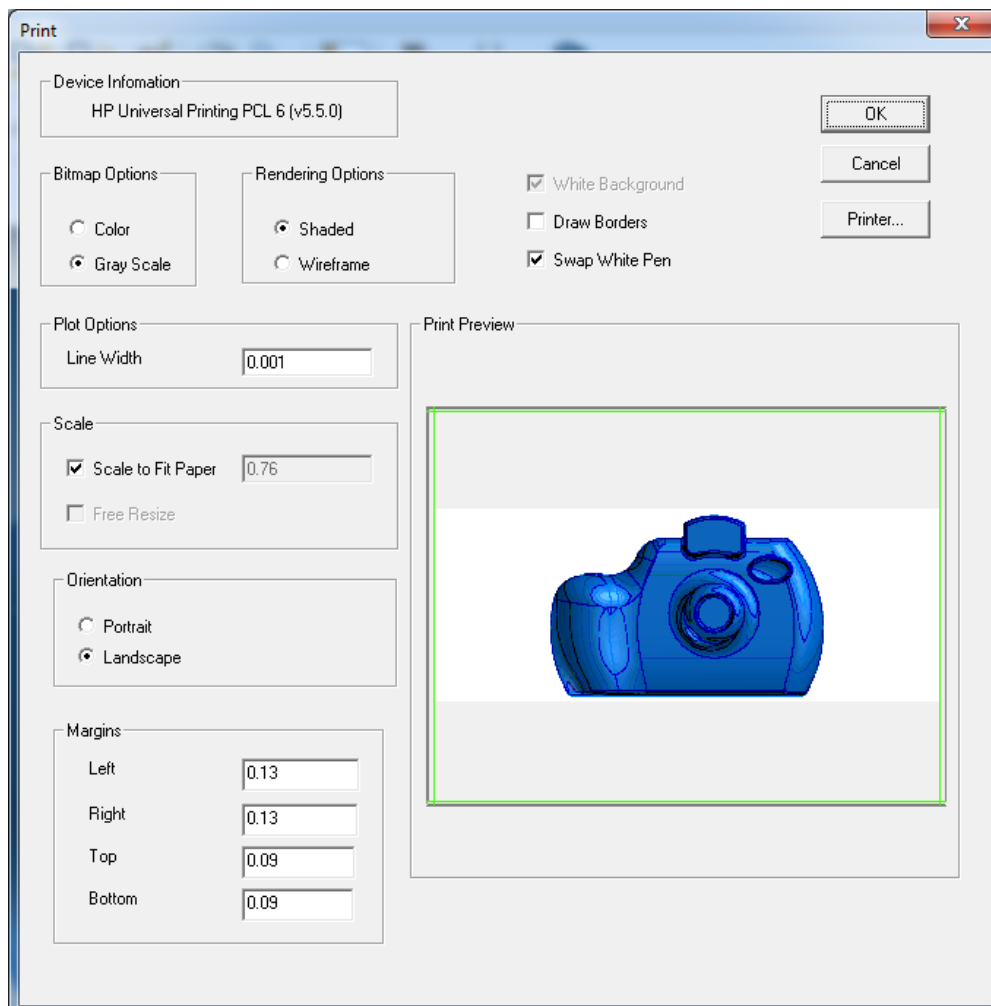 Print
Device Infomation
HP Universal Printing PCL 6 (v5.5.0)
OK
Cancel
Printer...
Bitmap Options
Color
Gray Scale
Rendering Options
Shaded
Wireframe
White Background
Draw Borders
Swap White Pen
Plot Options
Line Width 0.001
Scale
Scale to Fit Paper 0.76
Free Resize
Orientation
Portrait
Landscape
Margins
Left 0.13
Right 0.13
Top 0.09
Bottom 0.09
Print Preview